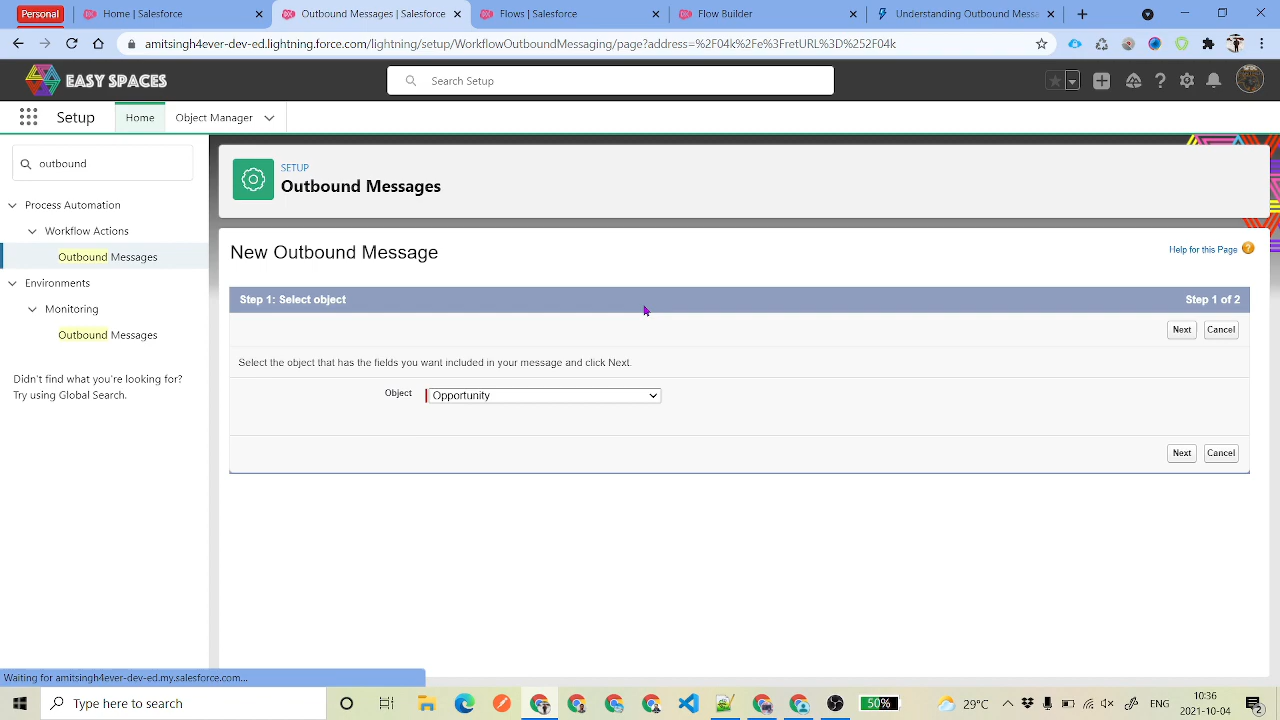 Personal
Home | Salesforce
Outbound Messages | Salesforce
Flows | Salesforce
Flow Builder
Understanding Outbound Messa
amitsingh4ever-dev-ed.lightning.force.com/lightning/setup/WorkflowOutboundMessaging/page?address=%2F04k%2Fe%3FretURL%3D%252F04k
EASY SPACES
Search Setup
Setup
Home
Object Manager
outbound
Process Automation
Workflow Actions
Outbound Messages
Environments
Monitoring
Outbound Messages
Didn't find what you're looking for?
Try using Global Search.
SETUP
Outbound Messages
New Outbound Message
Help for this Page
Step 1: Select object
Step 1 of 2
Next
Cancel
Select the object that has the fields you want included in your message and click Next.
Object
Opportunity
Next
Cancel
Waiting for amitsingh4ever-dev-ed.my.salesforce.com...
Type here to search
50%
29°C
ENG
10:36
2021-10-04
2